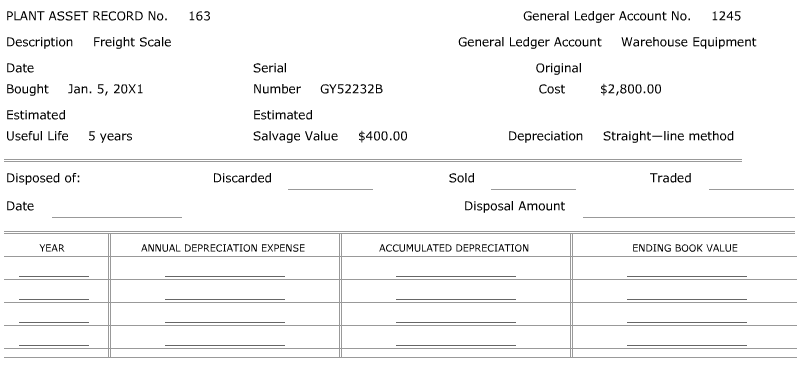 PLANT ASSET RECORD No. 163 General Ledger Account No. 1245
Description Freight Scale General Ledger Account Warehouse Equipment
Date Serial Original
Bought Jan. 5, 20X1 Number GY52232B Cost $2,800.00
Estimated Estimated
Useful Life 5 years Salvage Value $400.00 Depreciation Straight—line method
Disposed of: Discarded Sold Traded
Date Disposal Amount
YEAR ANNUAL DEPRECIATION EXPENSE ACCUMULATED DEPRECIATION ENDING BOOK VALUE